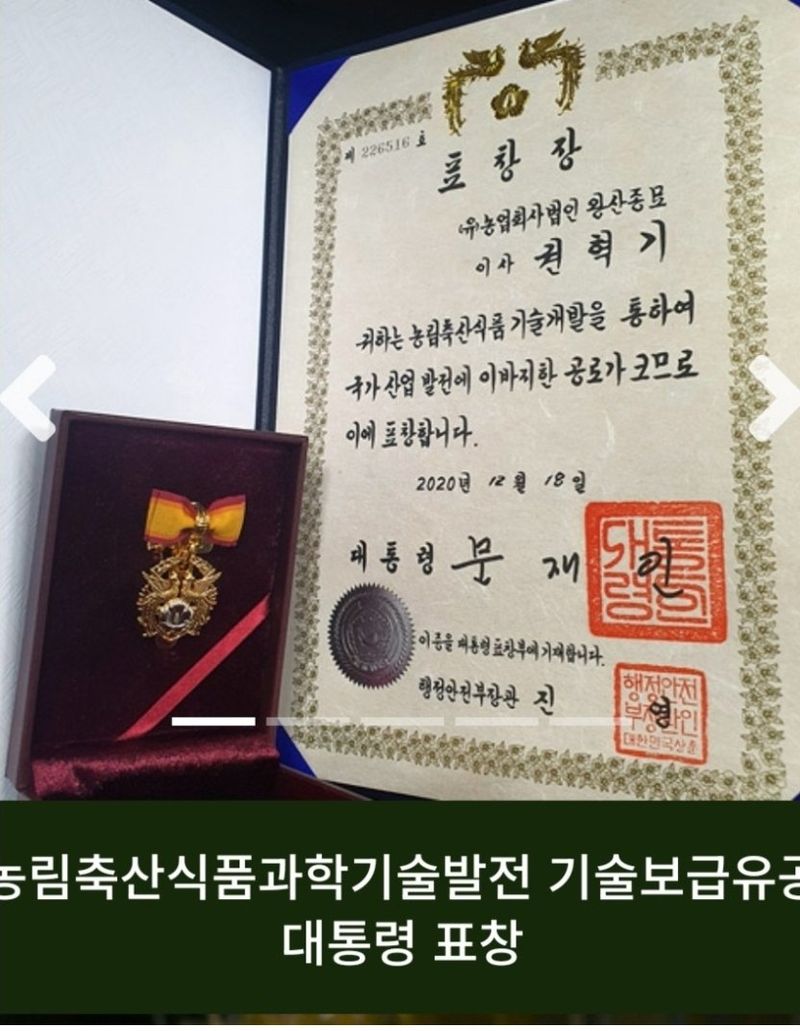 제 226516 호
표 창 장
(유)농업회사법인 왕산종묘
이사 권 혁 기
귀하는 농림축산식품 기술개발을 통하여
국가 산업 발전에 이바지한 공로가 크므로
이에 표창합니다.
2020년 12월 18일
대통령 문 재 인
대통령의인
이 증을 대통령표창부에 기재합니다.
행정안전부장관 진 영
행정안전
부장관인
농림축산식품과학기술발전 기술보급유공
대통령 표창